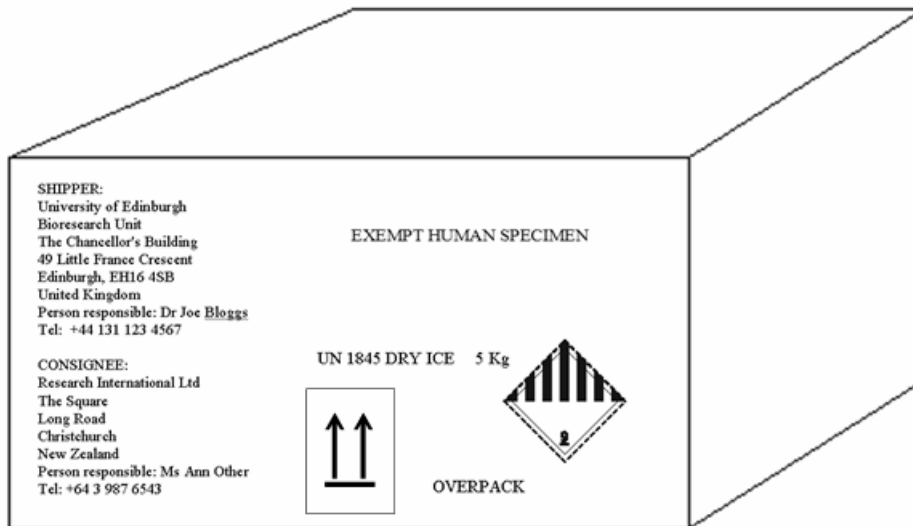 SHIPPER:
University of Edinburgh
Bioresearch Unit
The Chancellor's Building
49 Little France Crescent
Edinburgh, EH16 4SB
United Kingdom
Person responsible: Dr Joe Bloggs
Tel: +44 131 123 4567
CONSIGNEE:
Research International Ltd
The Square
Long Road
Christchurch
New Zealand
Person responsible: Ms Ann Other
Tel: +64 3 987 6543
EXEMPT HUMAN SPECIMEN
UN 1845 DRY ICE 5 Kg
9
OVERPACK